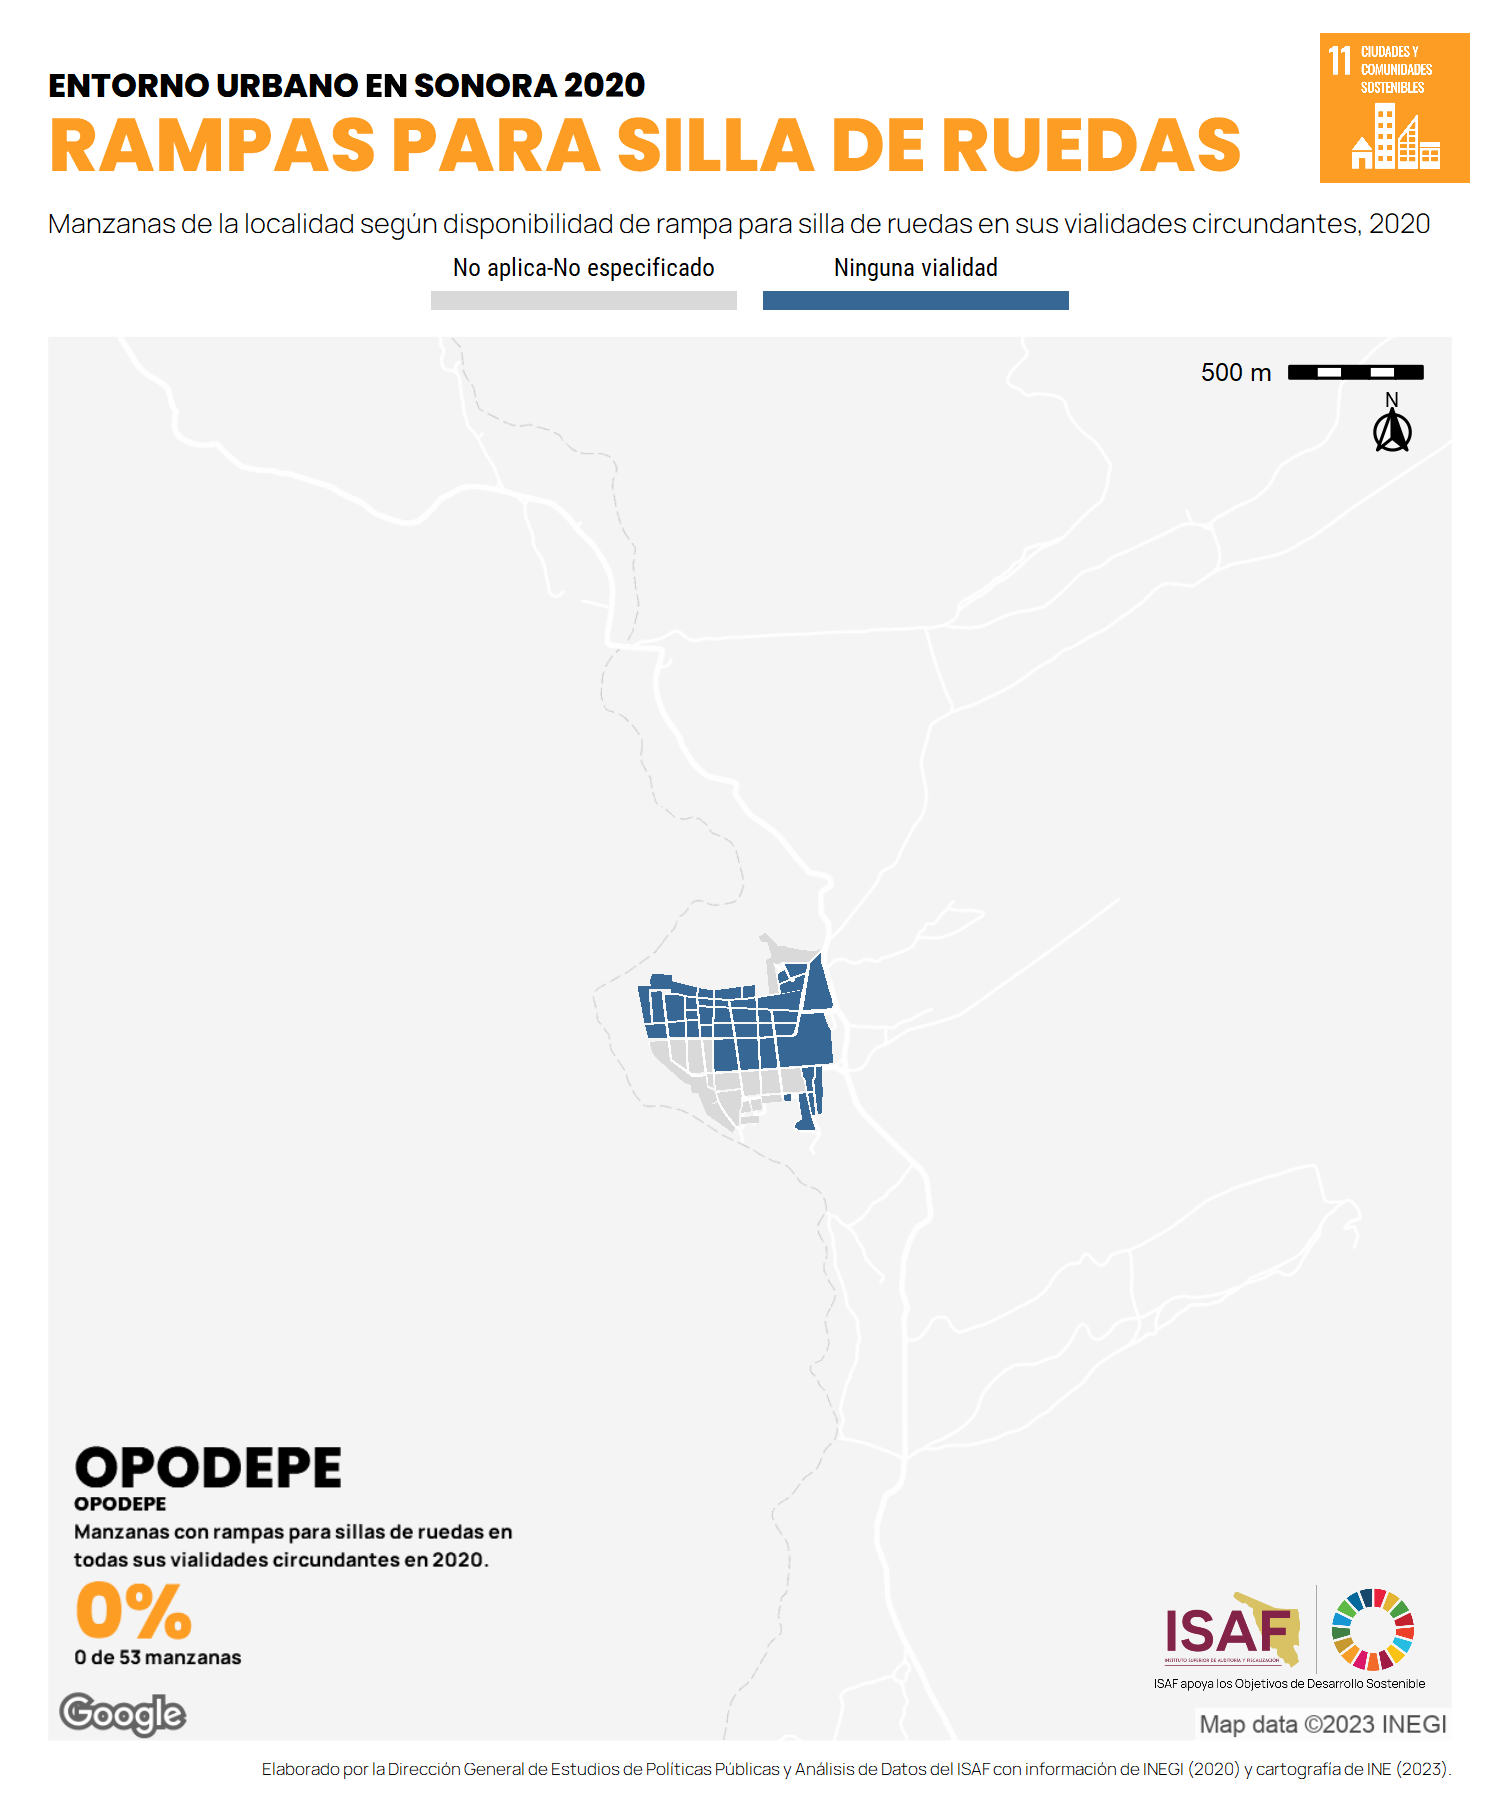 ENTORNO URBANO EN SONORA 2020
RAMPAS PARA SILLA DE RUEDAS
11 CIUDADES Y
COMUNIDADES
SOSTENIBLES
Manzanas de la localidad según disponibilidad de rampa para silla de ruedas en sus vialidades circundantes, 2020
No aplica-No especificado
Ninguna vialidad
500 m
N
OPODEPE
OPODEPE
Manzanas con rampas para sillas de ruedas en
todas sus vialidades circundantes en 2020.
0%
0 de 53 manzanas
ISAF
INSTITUTO SUPERIOR DE AUDITORÍA Y FISCALIZACIÓN
ISAF apoya los Objetivos de Desarrollo Sostenible
Google
Map data ©2023 INEGI
Elaborado por la Dirección General de Estudios de Políticas Públicas y Análisis de Datos del ISAF con información de INEGI (2020) y cartografía de INE (2023).